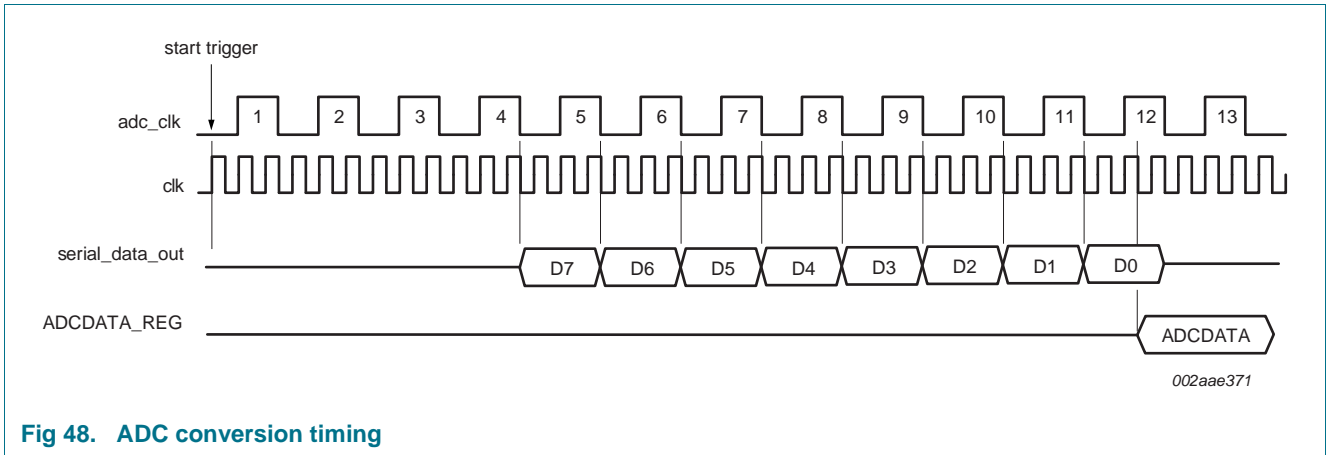 start trigger
adc_clk 1 2 3 4 5 6 7 8 9 10 11 12 13
clk
serial_data_out D7 D6 D5 D4 D3 D2 D1 D0
ADCDATA_REG ADCDATA
002aae371
Fig 48. ADC conversion timing